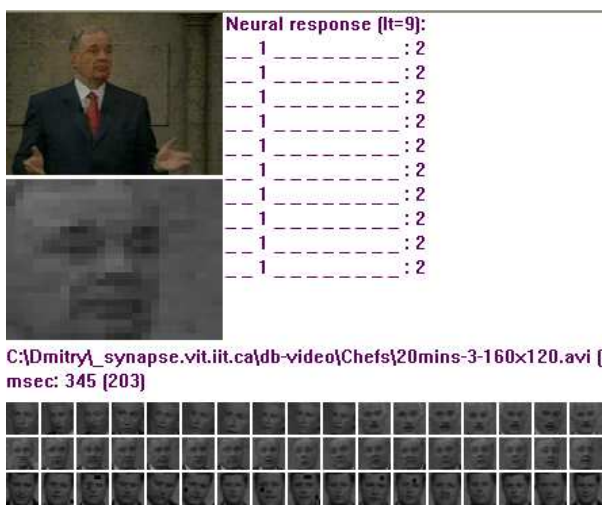 Neural response (It=9):
_ _ 1 _ _ _ _ _ _ _ _ : 2
_ _ 1 _ _ _ _ _ _ _ _ : 2
_ _ 1 _ _ _ _ _ _ _ _ : 2
_ _ 1 _ _ _ _ _ _ _ _ : 2
_ _ 1 _ _ _ _ _ _ _ _ : 2
_ _ 1 _ _ _ _ _ _ _ _ : 2
_ _ 1 _ _ _ _ _ _ _ _ : 2
_ _ 1 _ _ _ _ _ _ _ _ : 2
_ _ 1 _ _ _ _ _ _ _ _ : 2
_ _ 1 _ _ _ _ _ _ _ _ : 2
C:\Dmitry\_synapse.vit.iit.ca\db-video\Chefs\20mins-3-160x120.avi (
msec: 345 (203)